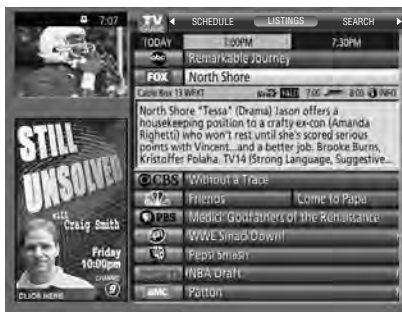 7:07
TV GUIDE
SCHEDULE LISTINGS SEARCH
TODAY 7:00PM 7:30PM
abc Remarkable Journey
FOX North Shore
Cable Box 13 WFXT 7:00 8:00 INFO
North Shore "Tessa" (Drama) Jason offers a
housekeeping position to a crafty ex-con (Amanda
Righetti) who won't rest until she's scored serious
points with Vincent...and a better job. Brooke Burns,
Kristoffer Polaha. TV14 (Strong Language, Suggestive...
CBS Without a Trace
Friends Come to Papa
PBS Medici: Godfathers of the Renaissance
WWE SmackDown!
Pepsi Smash
NBA Draft
AMC Patton
STILL
UNSOLVED
with
Craig Smith
Friday
10:00pm
CHANNEL
9
CLICK HERE